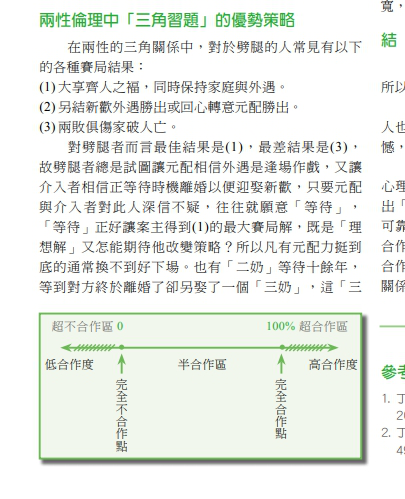 兩性倫理中「三角習題」的優勢策略
在兩性的三角關係中，對於劈腿的人常見有以下
的各種賽局結果：
(1) 大享齊人之福，同時保持家庭與外遇。
(2) 另結新歡外遇勝出或回心轉意元配勝出。
(3) 兩敗俱傷家破人亡。
對劈腿者而言最佳結果是(1)，最差結果是(3)，
故劈腿者總是試圖讓元配相信外遇是逢場作戲，又讓
介入者相信正等待時機離婚以便迎娶新歡，只要元配
與介入者對此人深信不疑，往往就願意「等待」，
「等待」正好讓案主得到(1)的最大賽局解，既是「理
想解」又怎能期待他改變策略？所以凡有元配力挺到
底的通常換不到好下場。也有「二奶」等待十餘年，
等到對方終於離婚了卻另娶了一個「三奶」，這「三
超不合作區 0
100% 超合作區
低合作度
半合作區
高合作度
完全不合作點
完全合作點
寬，
結
所以
人也
憾，
心理
出「
可靠
合作
合作
關係
參考
1. 丁
20
2. 丁
49